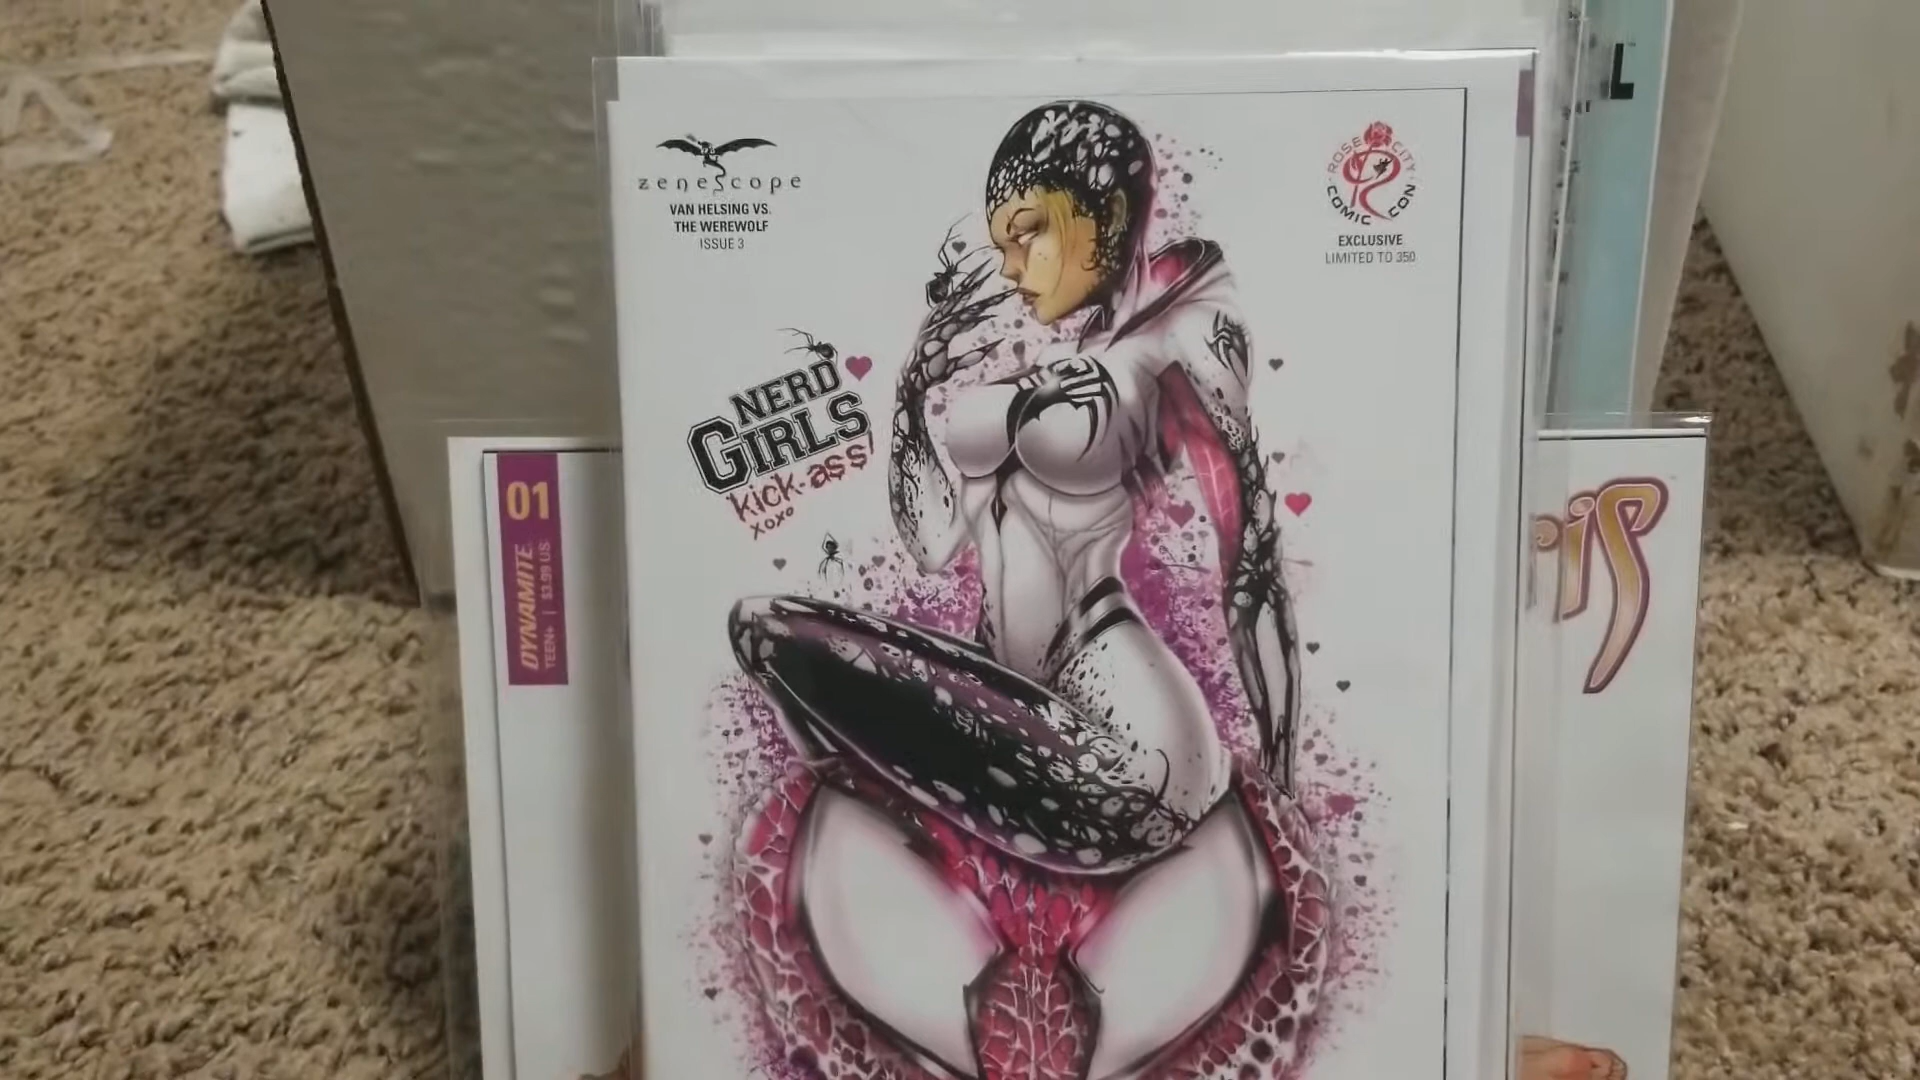 zenescope
VAN HELSING VS.
THE WEREWOLF
ISSUE 3
ROSE CITY
COMIC CON
EXCLUSIVE
LIMITED TO 350
NERD
GIRLS
kick-ass!
xoxo
01
DYNAMITE
TEEN+ | $3.99 US
L